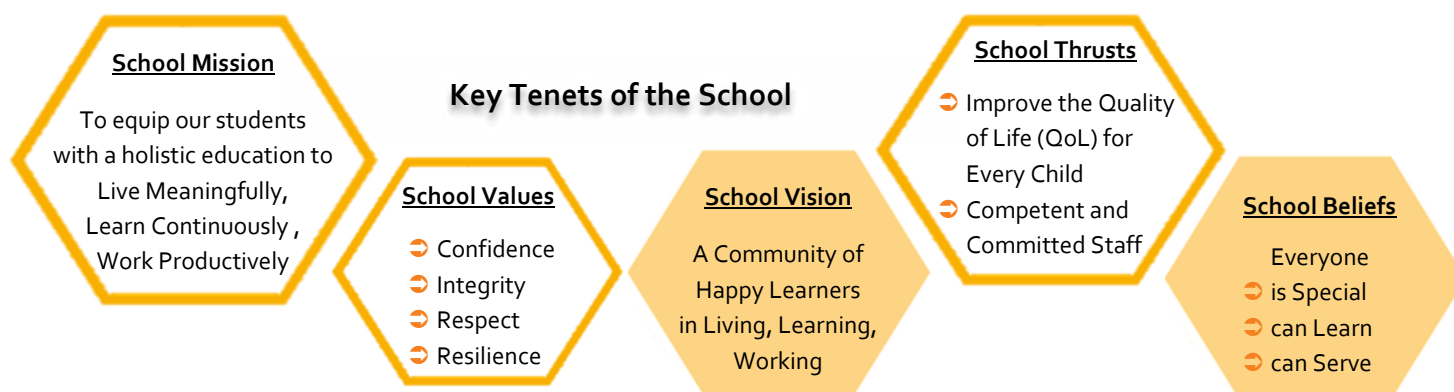 Key Tenets of the School
School Mission
To equip our students
with a holistic education to
Live Meaningfully,
Learn Continuously ,
Work Productively
School Values
Confidence
Integrity
Respect
Resilience
School Vision
A Community of
Happy Learners
in Living, Learning,
Working
School Thrusts
Improve the Quality
of Life (QoL) for
Every Child
Competent and
Committed Staff
School Beliefs
Everyone
is Special
can Learn
can Serve